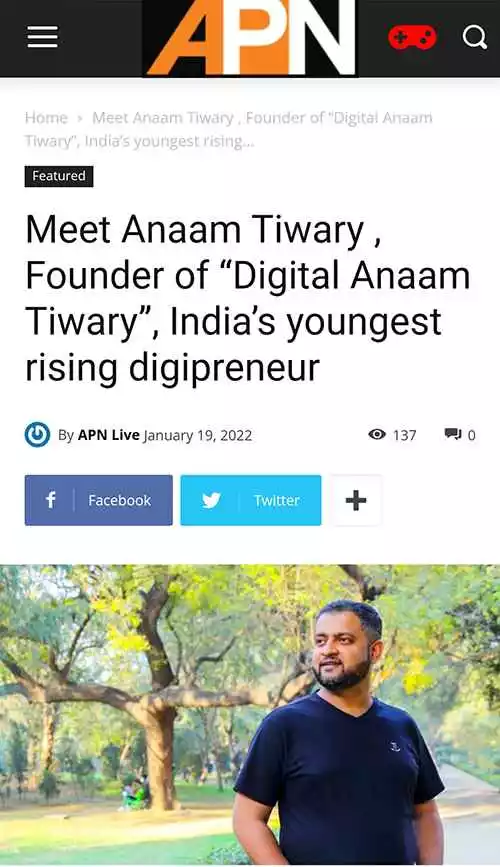 APN
Home › Meet Anaam Tiwary , Founder of “Digital Anaam
Tiwary”, India’s youngest rising...
Featured
Meet Anaam Tiwary ,
Founder of “Digital Anaam
Tiwary”, India’s youngest
rising digipreneur
By APN Live January 19, 2022 137 0
Facebook Twitter